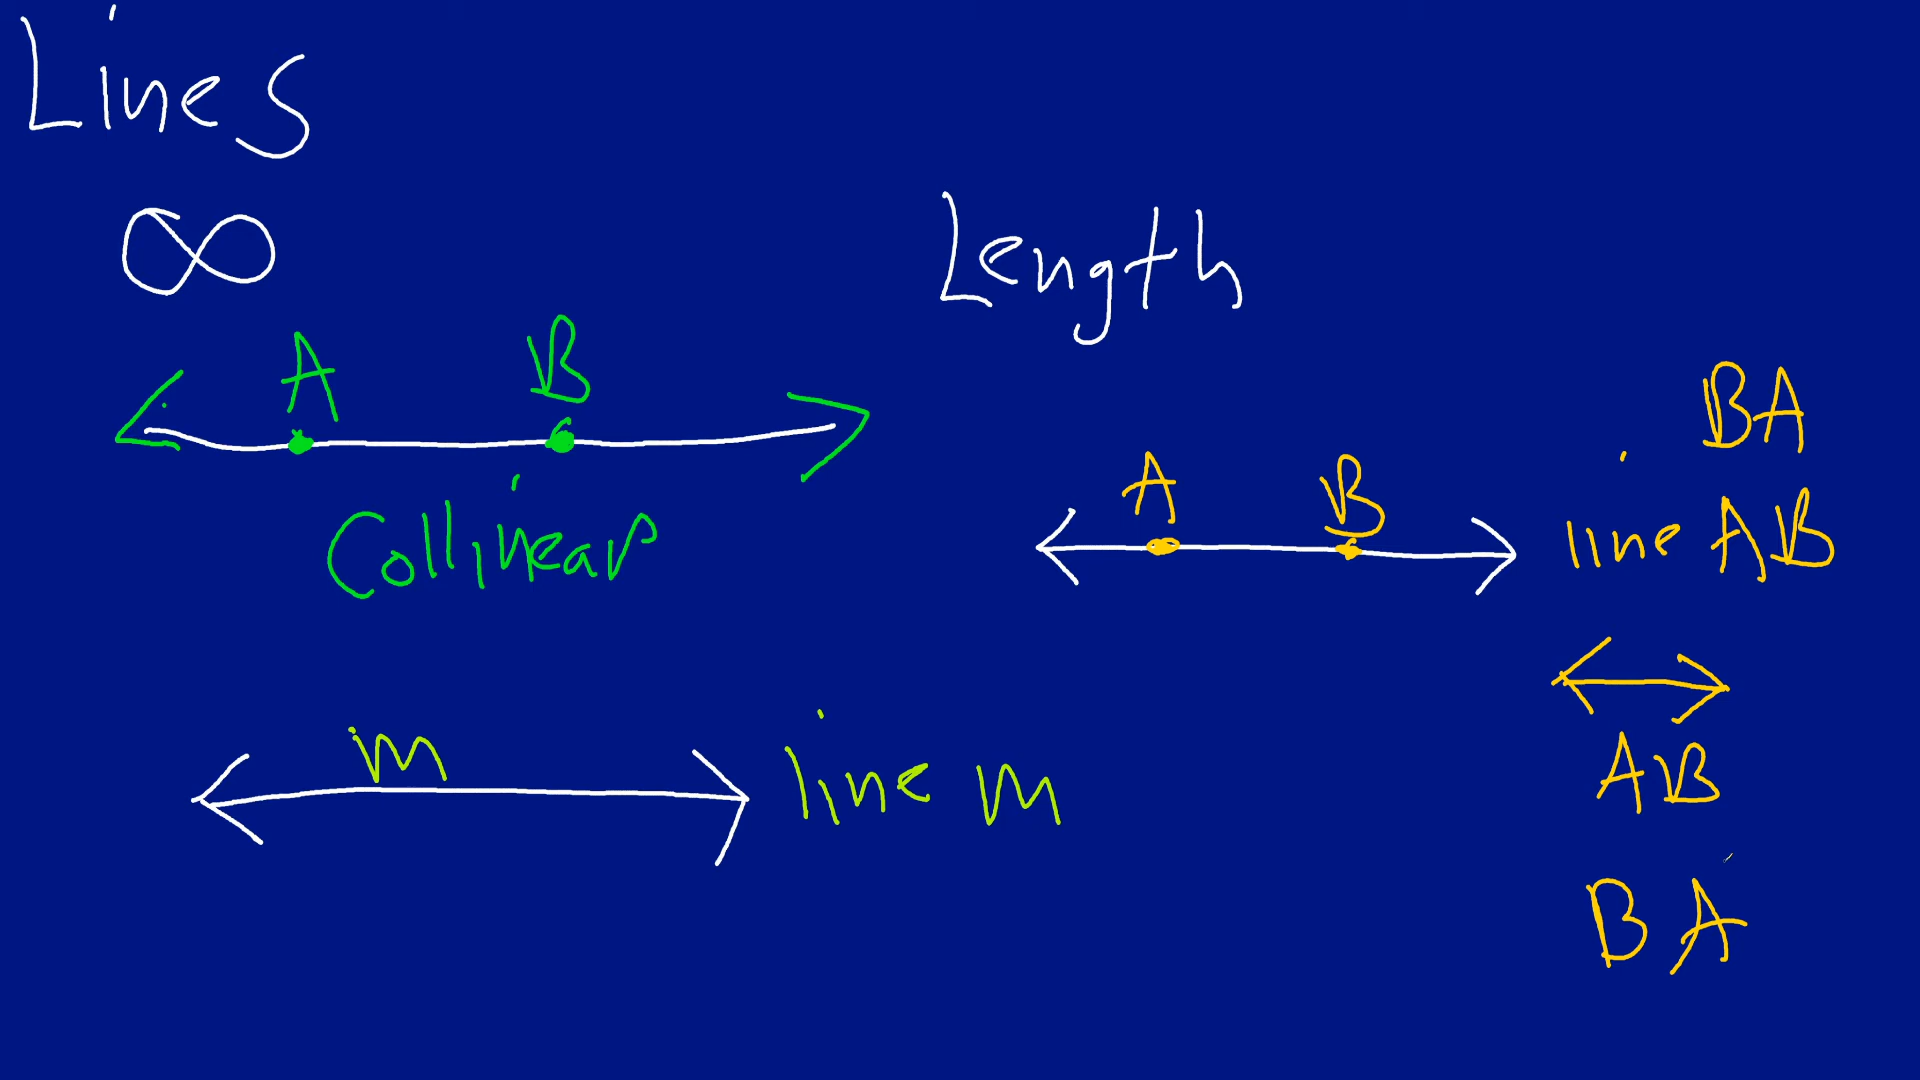 Lines
∞
Length
A B
Collinear
A B
BA
line AB
↔
AB
BA
m
line m